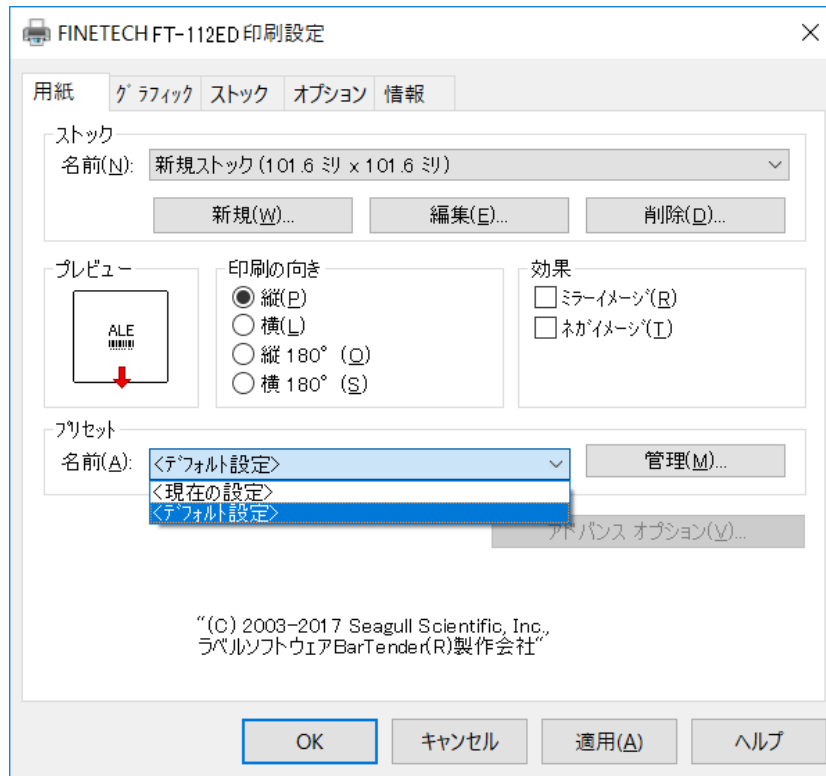 FINETECH FT-112ED 印刷設定
用紙 グラフィック ストック オプション 情報
ストック
名前(N): 新規ストック (101.6 ミリ x 101.6 ミリ)
新規(W)... 編集(E)... 削除(D)...
プレビュー 印刷の向き 効果
ALE
縦(P)
横(L)
縦 180° (O)
横 180° (S)
ミラーイメージ(R)
ネガイメージ(T)
プリセット
名前(A): <デフォルト設定> 管理(M)...
<現在の設定>
<デフォルト設定>
アドバンス オプション(V)...
"(C) 2003-2017 Seagull Scientific, Inc.,
ラベルソフトウェアBarTender(R)製作会社"
OK キャンセル 適用(A) ヘルプ